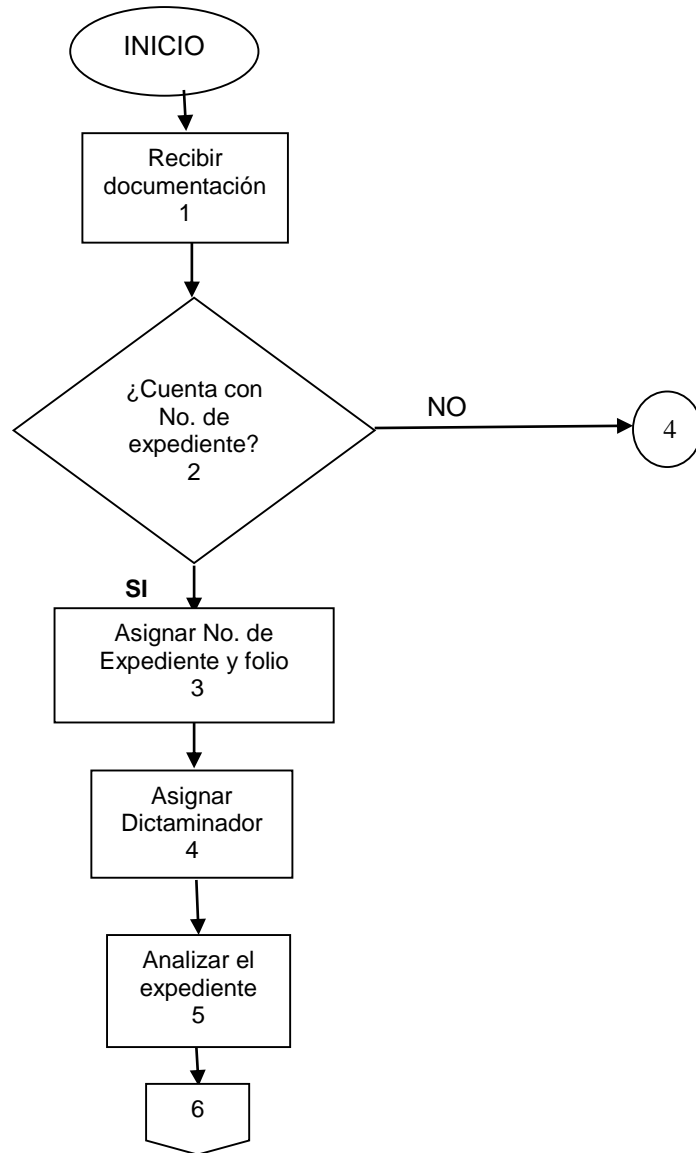 INICIO
Recibir
documentación
1
¿Cuenta con
No. de
expediente?
2
NO
4
SI
Asignar No. de
Expediente y folio
3
Asignar
Dictaminador
4
Analizar el
expediente
5
6